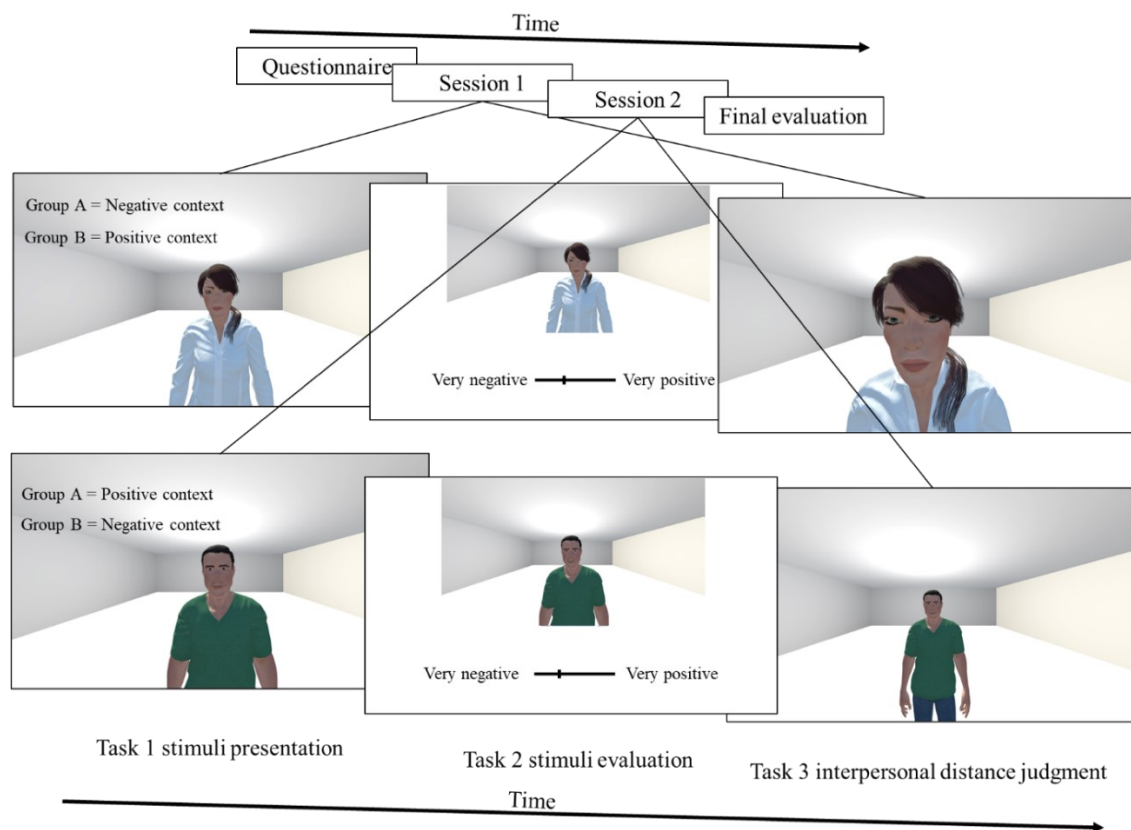 Time
Questionnaire
Session 1
Session 2
Final evaluation
Group A = Negative context
Group B = Positive context
Very negative
Very positive
Group A = Positive context
Group B = Negative context
Very negative
Very positive
Task 1 stimuli presentation
Task 2 stimuli evaluation
Task 3 interpersonal distance judgment
Time